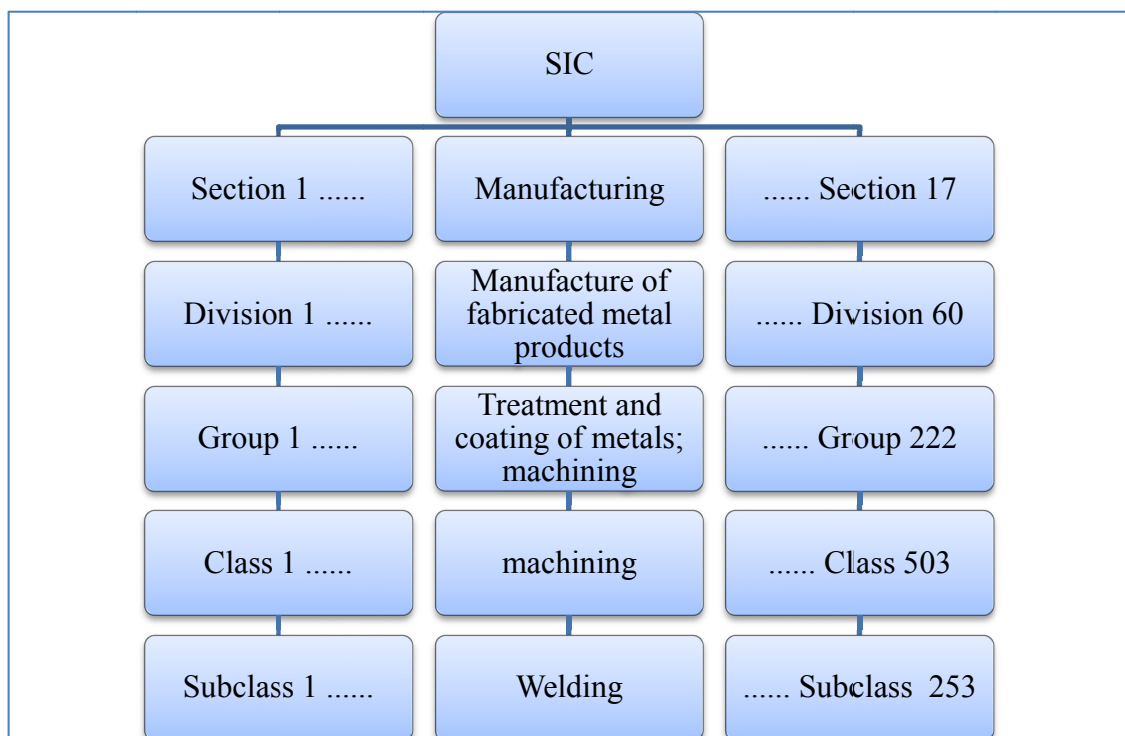 SIC
Section 1 ......
Manufacturing
...... Section 17
Division 1 ......
Manufacture of
fabricated metal
products
...... Division 60
Group 1 ......
Treatment and
coating of metals;
machining
...... Group 222
Class 1 ......
machining
...... Class 503
Subclass 1 ......
Welding
...... Subclass  253